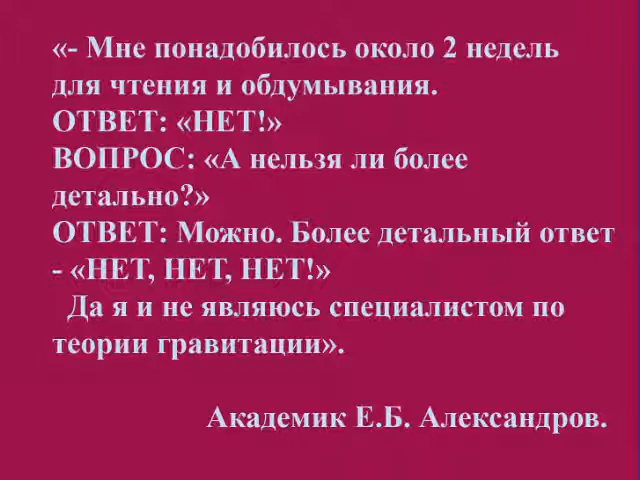 «- Мне понадобилось около 2 недель
для чтения и обдумывания.
ОТВЕТ: «НЕТ!»
ВОПРОС: «А нельзя ли более
детально?»
ОТВЕТ: Можно. Более детальный ответ
- «НЕТ, НЕТ, НЕТ!»
Да я и не являюсь специалистом по
теории гравитации».
Академик Е.Б. Александров.